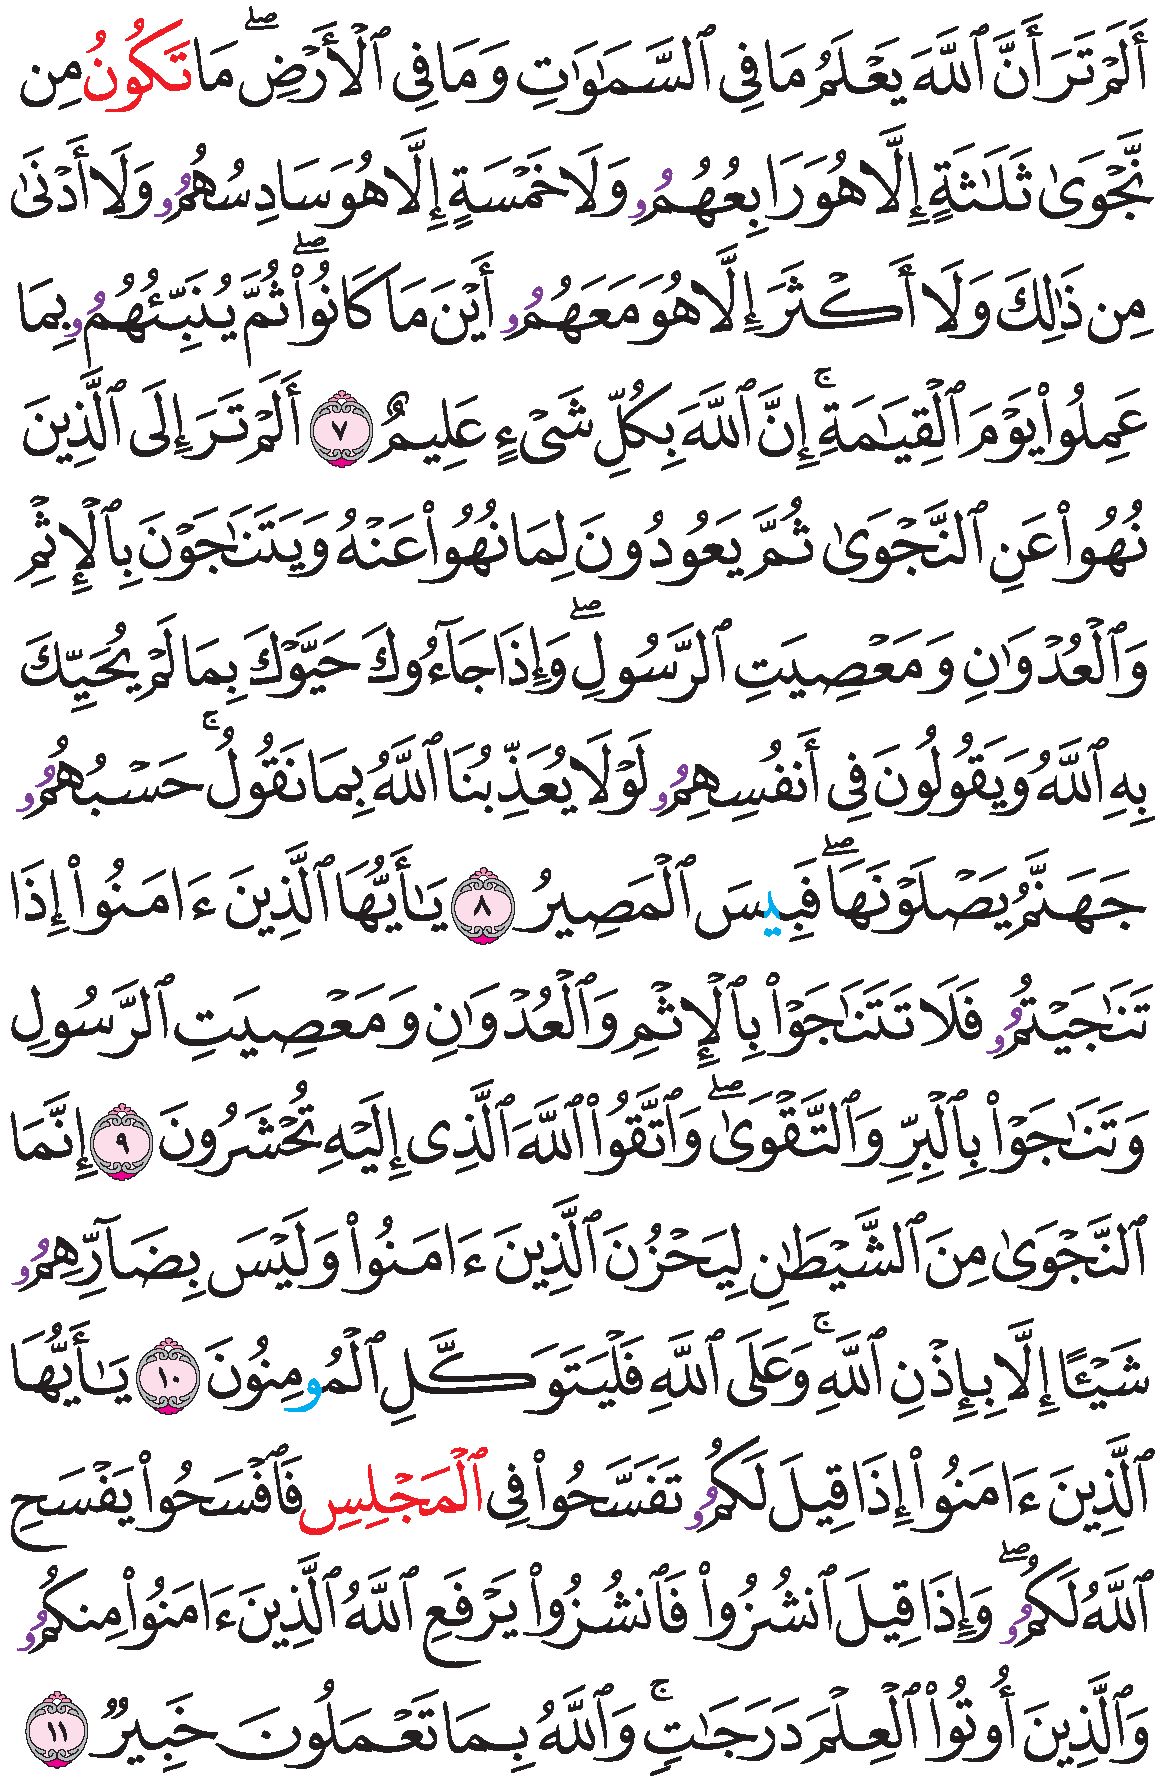 أَلَمْ تَرَ أَنَّ ٱللَّهَ يَعْلَمُ مَا فِى ٱلسَّمَٰوَٰتِ وَمَا فِى ٱلْأَرْضِۖ مَا تَكُونُ مِن
نَّجْوَىٰ ثَلَٰثَةٍ إِلَّا هُوَ رَابِعُهُمُۥ وَلَا خَمْسَةٍ إِلَّا هُوَ سَادِسُهُمُۥ وَلَا أَدْنَىٰ
مِن ذَٰلِكَ وَلَا أَكْثَرَ إِلَّا هُوَ مَعَهُمُۥ أَيْنَ مَا كَانُوا۟ۖ ثُمَّ يُنَبِّئُهُمُۥ بِمَا
عَمِلُوا۟ يَوْمَ ٱلْقِيَٰمَةِۚ إِنَّ ٱللَّهَ بِكُلِّ شَىْءٍ عَلِيمٌ ٧ أَلَمْ تَرَ إِلَى ٱلَّذِينَ
نُهُوا۟ عَنِ ٱلنَّجْوَىٰ ثُمَّ يَعُودُونَ لِمَا نُهُوا۟ عَنْهُ وَيَتَنَٰجَوْنَ بِٱلْإِثْمِ
وَٱلْعُدْوَٰنِ وَمَعْصِيَتِ ٱلرَّسُولِۖ وَإِذَا جَآءُوكَ حَيَّوْكَ بِمَا لَمْ يُحَيِّكَ
بِهِ ٱللَّهُ وَيَقُولُونَ فِى أَنفُسِهِمُۥ لَوْلَا يُعَذِّبُنَا ٱللَّهُ بِمَا نَقُولُۚ حَسْبُهُمُۥ
جَهَنَّمُ يَصْلَوْنَهَاۖ فَبِيسَ ٱلْمَصِيرُ ٨ يَٰأَيُّهَا ٱلَّذِينَ ءَامَنُوا۟ إِذَا
تَنَٰجَيْتُمُۥ فَلَا تَتَنَٰجَوْا۟ بِٱلْإِثْمِ وَٱلْعُدْوَٰنِ وَمَعْصِيَتِ ٱلرَّسُولِ
وَتَنَٰجَوْا۟ بِٱلْبِرِّ وَٱلتَّقْوَىٰۖ وَٱتَّقُوا۟ ٱللَّهَ ٱلَّذِى إِلَيْهِ تُحْشَرُونَ ٩ إِنَّمَا
ٱلنَّجْوَىٰ مِنَ ٱلشَّيْطَٰنِ لِيَحْزُنَ ٱلَّذِينَ ءَامَنُوا۟ وَلَيْسَ بِضَآرِّهِمُۥ
شَيْـًٔا إِلَّا بِإِذْنِ ٱللَّهِۚ وَعَلَى ٱللَّهِ فَلْيَتَوَكَّلِ ٱلْمُومِنُونَ ١٠ يَٰأَيُّهَا
ٱلَّذِينَ ءَامَنُوا۟ إِذَا قِيلَ لَكُمُۥ تَفَسَّحُوا۟ فِى ٱلْمَجْلِسِ فَٱفْسَحُوا۟ يَفْسَحِ
ٱللَّهُ لَكُمُۥۖ وَإِذَا قِيلَ ٱنشُزُوا۟ فَٱنشُزُوا۟ يَرْفَعِ ٱللَّهُ ٱلَّذِينَ ءَامَنُوا۟ مِنكُمُۥ
وَٱلَّذِينَ أُوتُوا۟ ٱلْعِلْمَ دَرَجَٰتٍۚ وَٱللَّهُ بِمَا تَعْمَلُونَ خَبِيرٌ ١١